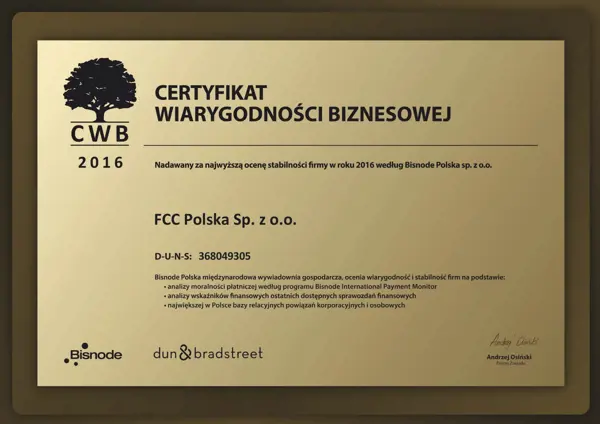 CERTYFIKAT
WIARYGODNOŚCI BIZNESOWEJ
CWB
2016
Nadawany za najwyższą ocenę stabilności firmy w roku 2016 według Bisnode Polska sp. z o.o.
FCC Polska Sp. z o.o.
D-U-N-S: 368049305
Bisnode Polska międzynarodowa wywiadownia gospodarcza, ocenia wiarygodność i stabilność firm na podstawie:
• analizy moralności płatniczej według programu Bisnode International Payment Monitor
• analizy wskaźników finansowych ostatnich dostępnych sprawozdań finansowych
• największej w Polsce bazy relacyjnych powiązań korporacyjnych i osobowych
Bisnode
dun & bradstreet
Andrzej Osiński
Andrzej Osiński